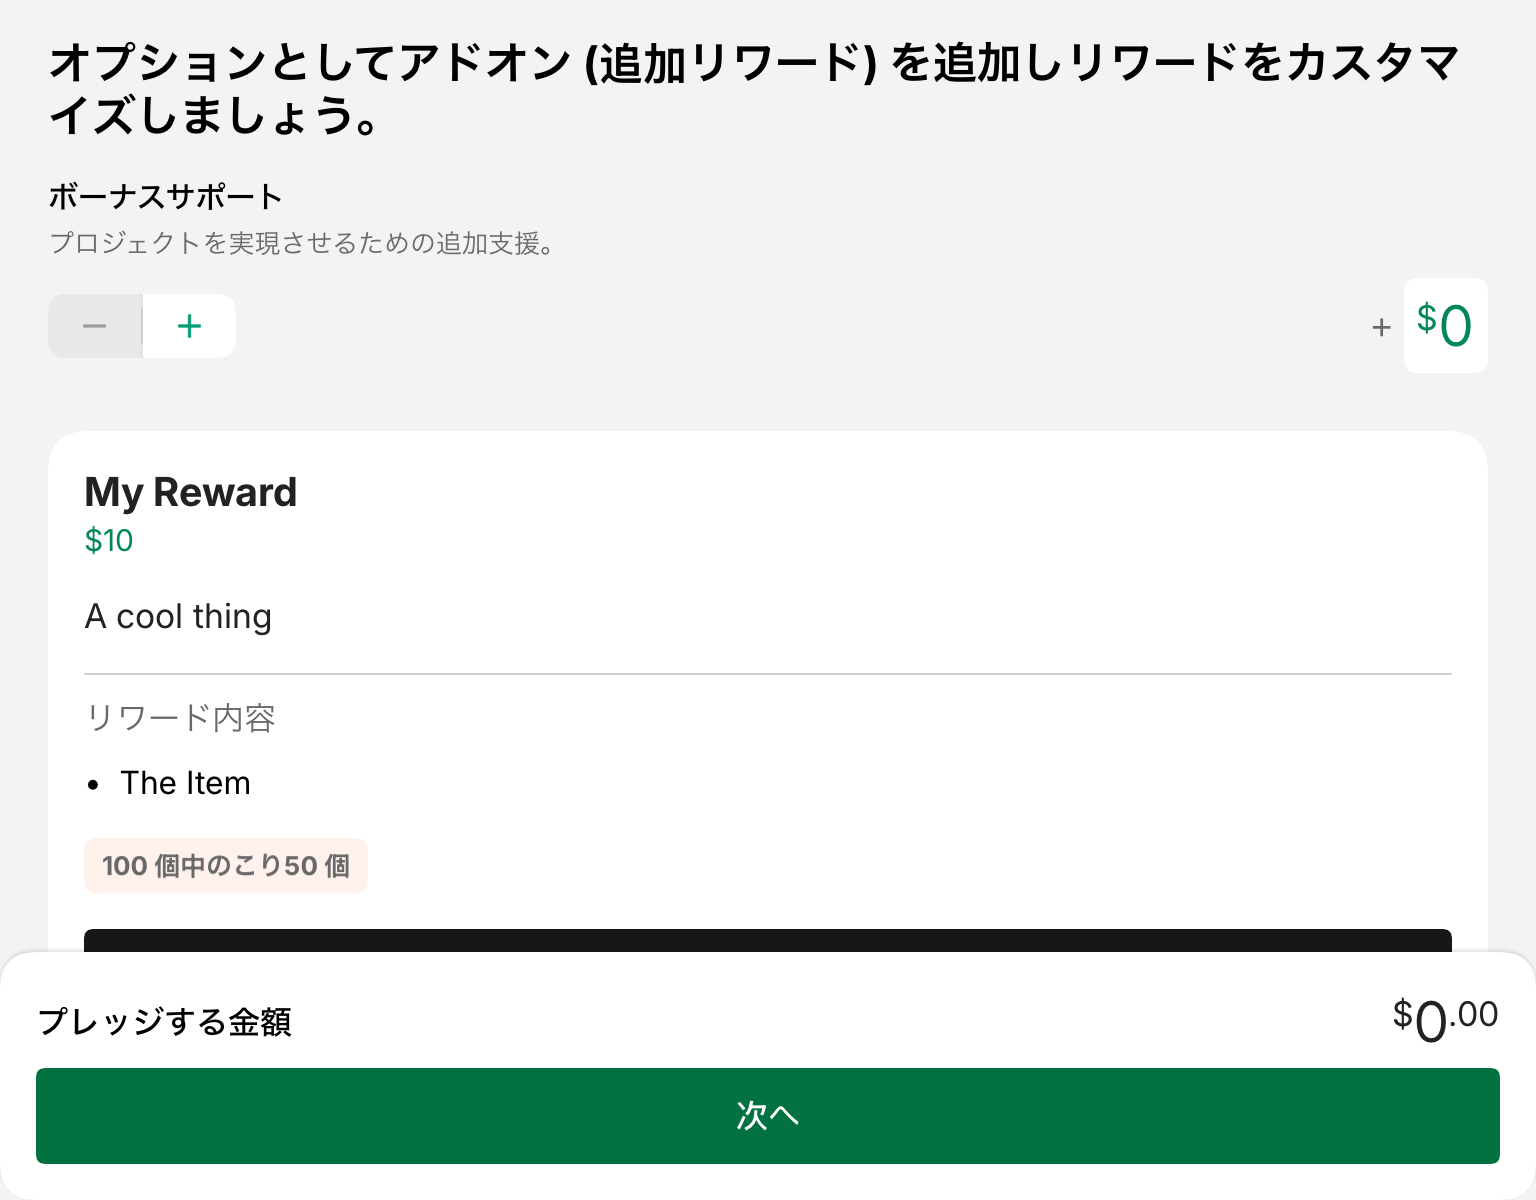 オプションとしてアドオン (追加リワード) を追加しリワードをカスタマ
イズしましょう。
ボーナスサポート
プロジェクトを実現させるための追加支援。
− +
+ $0
My Reward
$10
A cool thing
リワード内容
• The Item
100 個中のこり50 個
プレッジする金額
$0.00
次へ